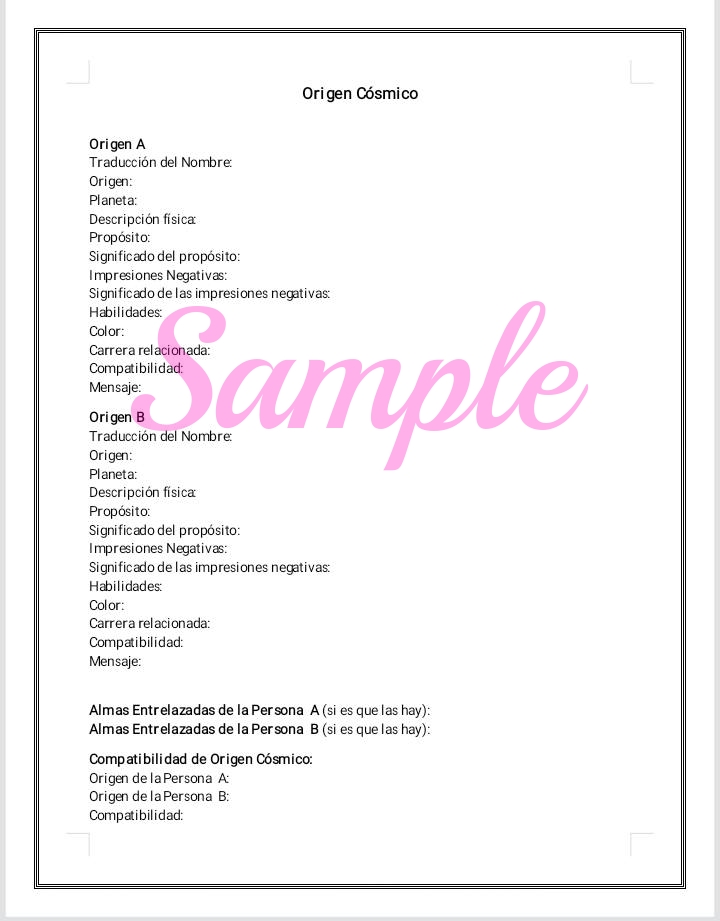 Origen Cósmico
Origen A
Traducción del Nombre:
Origen:
Planeta:
Descripción física:
Propósito:
Significado del propósito:
Impresiones Negativas:
Significado de las impresiones negativas:
Habilidades:
Color:
Carrera relacionada:
Compatibilidad:
Mensaje:
Sample
Origen B
Traducción del Nombre:
Origen:
Planeta:
Descripción física:
Propósito:
Significado del propósito:
Impresiones Negativas:
Significado de las impresiones negativas:
Habilidades:
Color:
Carrera relacionada:
Compatibilidad:
Mensaje:
Almas Entrelazadas de la Persona A (si es que las hay):
Almas Entrelazadas de la Persona B (si es que las hay):
Compatibilidad de Origen Cósmico:
Origen de la Persona A:
Origen de la Persona B:
Compatibilidad: